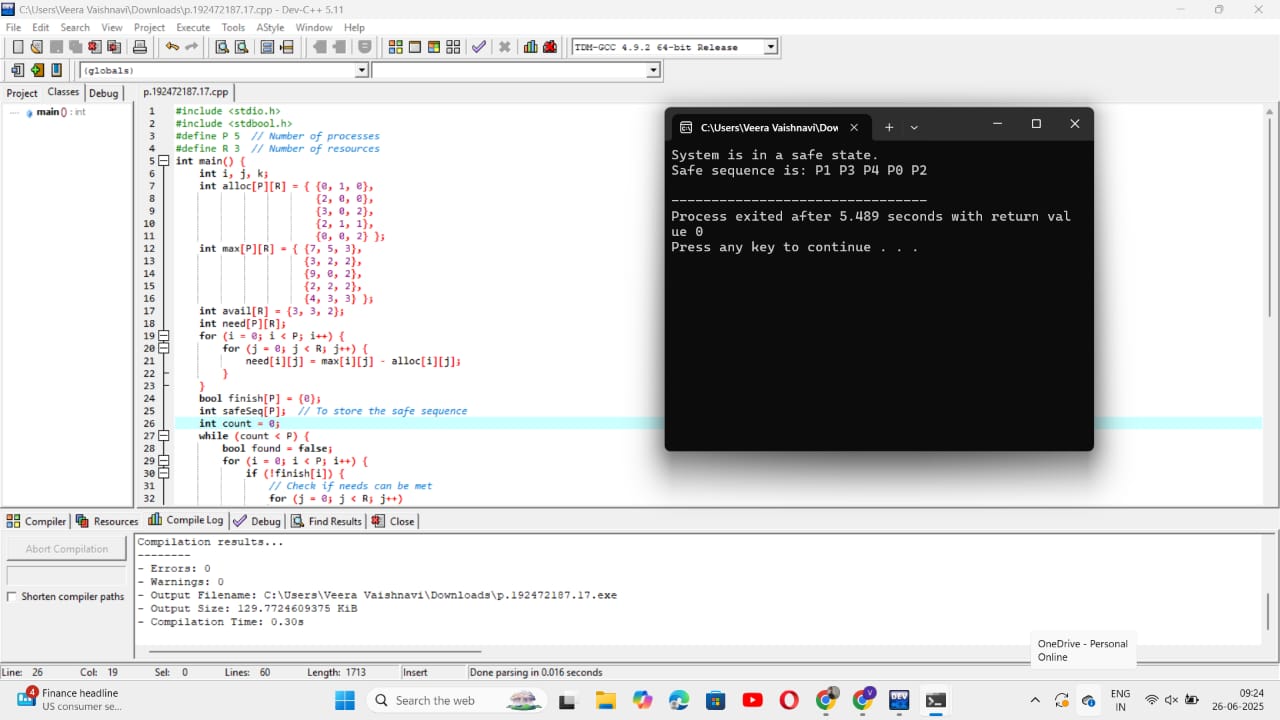 C:\Users\Veera Vaishnavi\Downloads\p.192472187.17.cpp - Dev-C++ 5.11
File Edit Search View Project Execute Tools AStyle Window Help
TDM-GCC 4.9.2 64-bit Release
(globals)
Project Classes Debug
p.192472187.17.cpp
main() : int
1 #include <stdio.h>
2 #include <stdbool.h>
3 #define P 5 // Number of processes
4 #define R 3 // Number of resources
5 int main() {
6 int i, j, k;
7 int alloc[P][R] = { {0, 1, 0},
8 {2, 0, 0},
9 {3, 0, 2},
10 {2, 1, 1},
11 {0, 0, 2} };
12 int max[P][R] = { {7, 5, 3},
13 {3, 2, 2},
14 {9, 0, 2},
15 {2, 2, 2},
16 {4, 3, 3} };
17 int avail[R] = {3, 3, 2};
18 int need[P][R];
19 for (i = 0; i < P; i++) {
20 for (j = 0; j < R; j++) {
21 need[i][j] = max[i][j] - alloc[i][j];
22 }
23 }
24 bool finish[P] = {0};
25 int safeSeq[P]; // To store the safe sequence
26 int count = 0;
27 while (count < P) {
28 bool found = false;
29 for (i = 0; i < P; i++) {
30 if (!finish[i]) {
31 // Check if needs can be met
32 for (j = 0; j < R; j++)
C:\Users\Veera Vaishnavi\Dow
System is in a safe state.
Safe sequence is: P1 P3 P4 P0 P2
--------------------------------
Process exited after 5.489 seconds with return val
ue 0
Press any key to continue . . .
Compiler Resources Compile Log Debug Find Results Close
Abort Compilation
Shorten compiler paths
Compilation results...
--------
- Errors: 0
- Warnings: 0
- Output Filename: C:\Users\Veera Vaishnavi\Downloads\p.192472187.17.exe
- Output Size: 129.7724609375 KiB
- Compilation Time: 0.30s
OneDrive - Personal
Online
Line: 26 Col: 19 Sel: 0 Lines: 60 Length: 1713 Insert Done parsing in 0.016 seconds
4
Finance headline
US consumer se...
Search the web
V
DEV
ENG
IN
09:24
26-06-2025